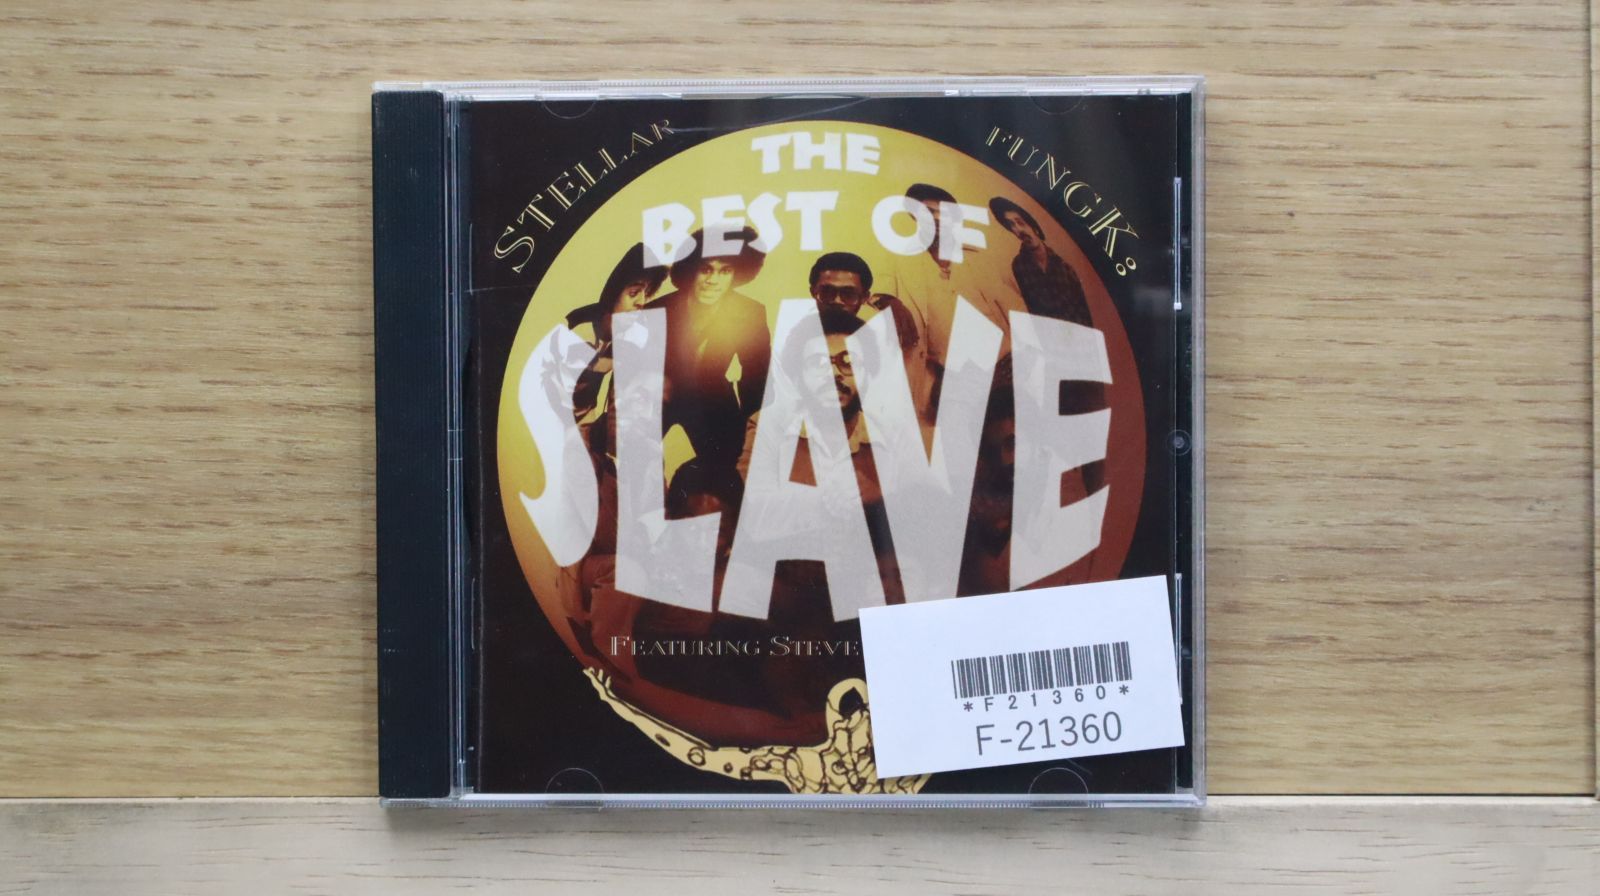 STELLAR FUNGK:
THE
BEST OF
SLAVE
FEATURING STEVE
*F21360*
F-21360